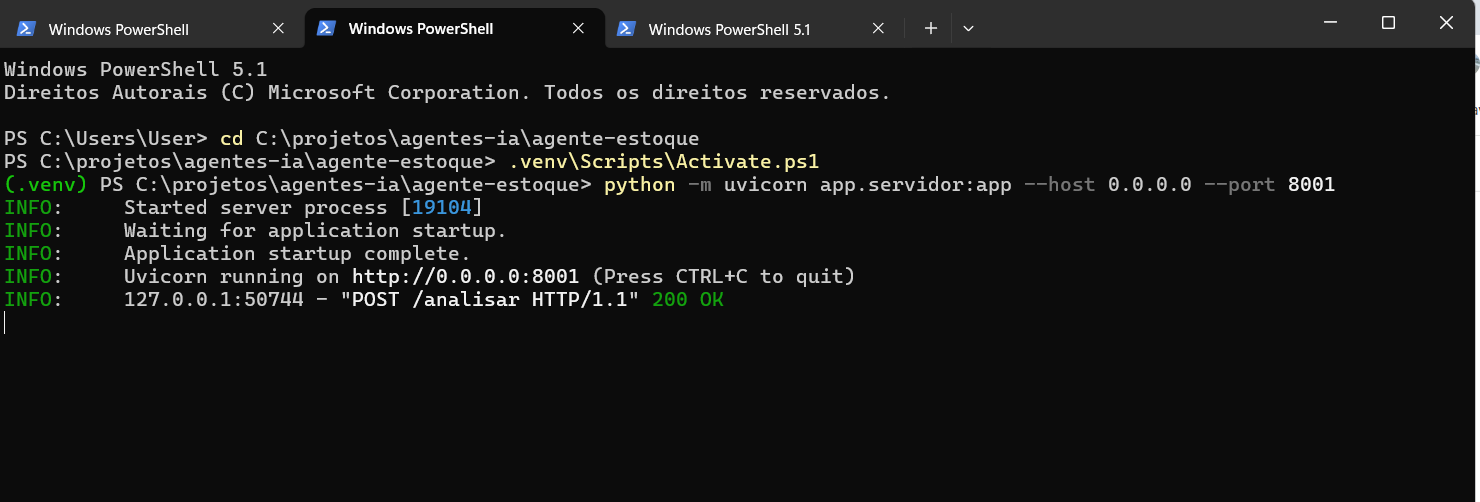 Windows PowerShell
Windows PowerShell
Windows PowerShell 5.1
Windows PowerShell 5.1
Direitos Autorais (C) Microsoft Corporation. Todos os direitos reservados.
PS C:\Users\User> cd C:\projetos\agentes-ia\agente-estoque
PS C:\projetos\agentes-ia\agente-estoque> .venv\Scripts\Activate.ps1
(.venv) PS C:\projetos\agentes-ia\agente-estoque> python -m uvicorn app.servidor:app --host 0.0.0.0 --port 8001
INFO:     Started server process [19104]
INFO:     Waiting for application startup.
INFO:     Application startup complete.
INFO:     Uvicorn running on http://0.0.0.0:8001 (Press CTRL+C to quit)
INFO:     127.0.0.1:50744 - "POST /analisar HTTP/1.1" 200 OK